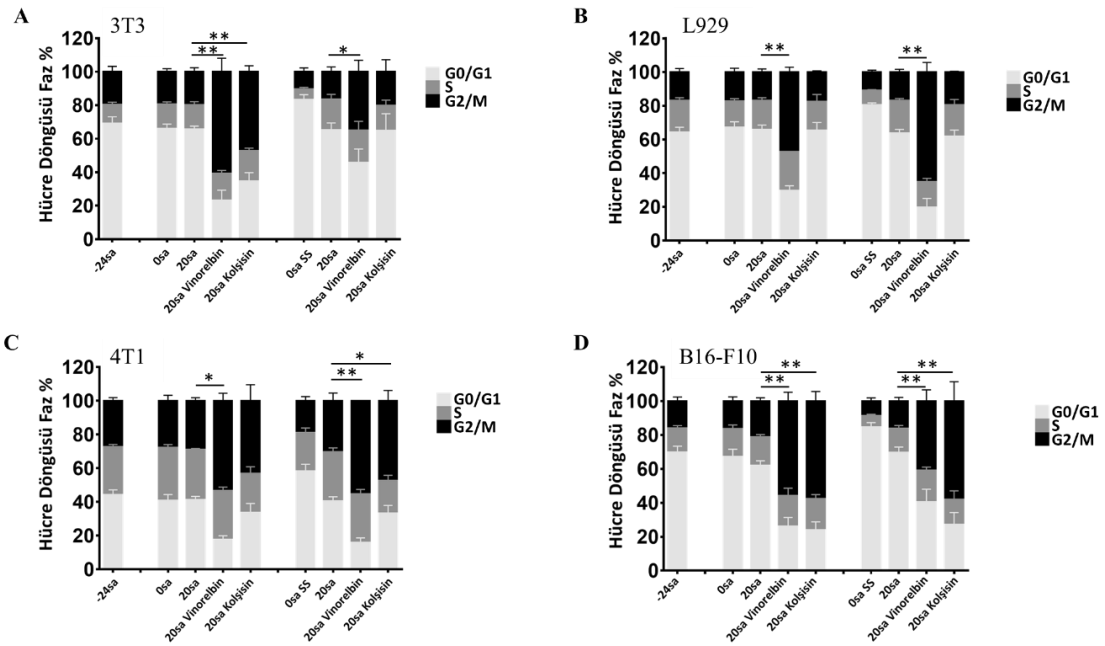 A
3T3
** 
**
*
120
100
80
60
40
20
0
Hücre Döngüsü Faz %
G0/G1
S
G2/M
-24sa
0sa
20sa
20sa Vinorelbin
20sa Kolşisin
0sa SS
20sa
20sa Vinorelbin
20sa Kolşisin
B
L929
**
**
120
100
80
60
40
20
0
Hücre Döngüsü Faz %
G0/G1
S
G2/M
-24sa
0sa
20sa
20sa Vinorelbin
20sa Kolşisin
0sa SS
20sa
20sa Vinorelbin
20sa Kolşisin
C
4T1
*
*
**
120
100
80
60
40
20
0
Hücre Döngüsü Faz %
G0/G1
S
G2/M
-24sa
0sa
20sa
20sa Vinorelbin
20sa Kolşisin
0sa SS
20sa
20sa Vinorelbin
20sa Kolşisin
D
B16-F10
**
**
**
**
120
100
80
60
40
20
0
Hücre Döngüsü Faz %
G0/G1
S
G2/M
-24sa
0sa
20sa
20sa Vinorelbin
20sa Kolşisin
0sa SS
20sa
20sa Vinorelbin
20sa Kolşisin